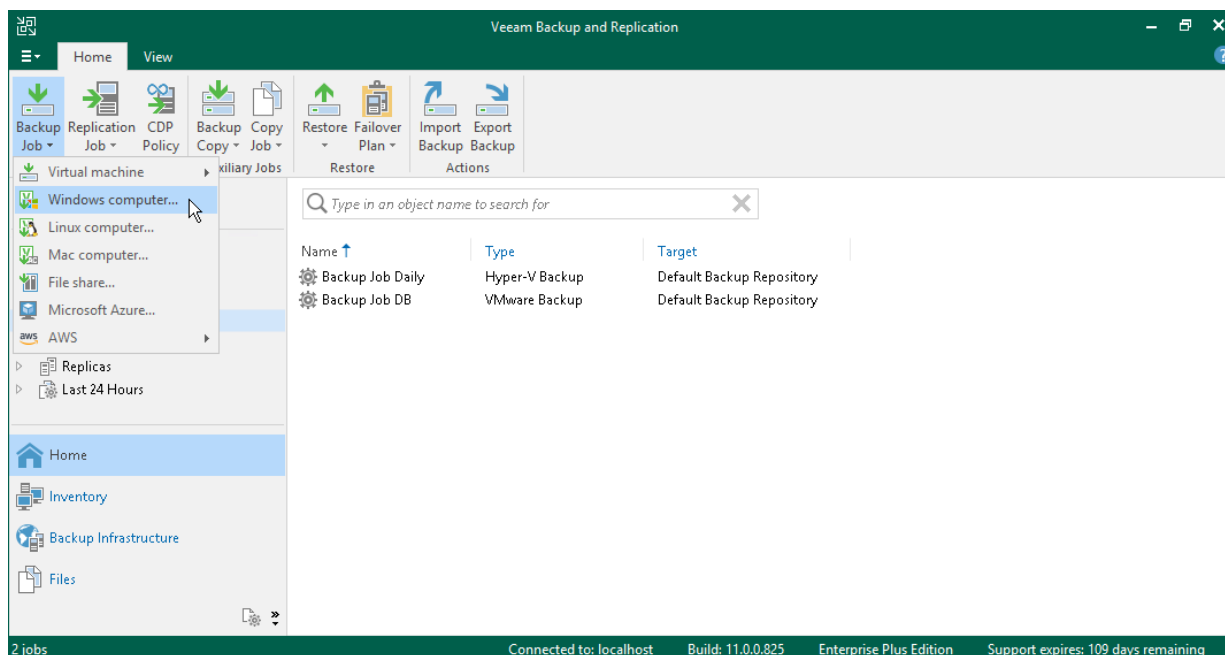 Veeam Backup and Replication
Home View
Backup Job
Replication Job
CDP Policy
Backup Copy
Copy Job
Restore
Failover Plan
Import Backup
Export Backup
xiliary Jobs
Restore
Actions
Virtual machine
Windows computer...
Linux computer...
Mac computer...
File share...
Microsoft Azure...
aws AWS
Replicas
Last 24 Hours
Home
Inventory
Backup Infrastructure
Files
Type in an object name to search for
Name Type Target
Backup Job Daily Hyper-V Backup Default Backup Repository
Backup Job DB VMware Backup Default Backup Repository
2 jobs Connected to: localhost Build: 11.0.0.825 Enterprise Plus Edition Support expires: 109 days remaining